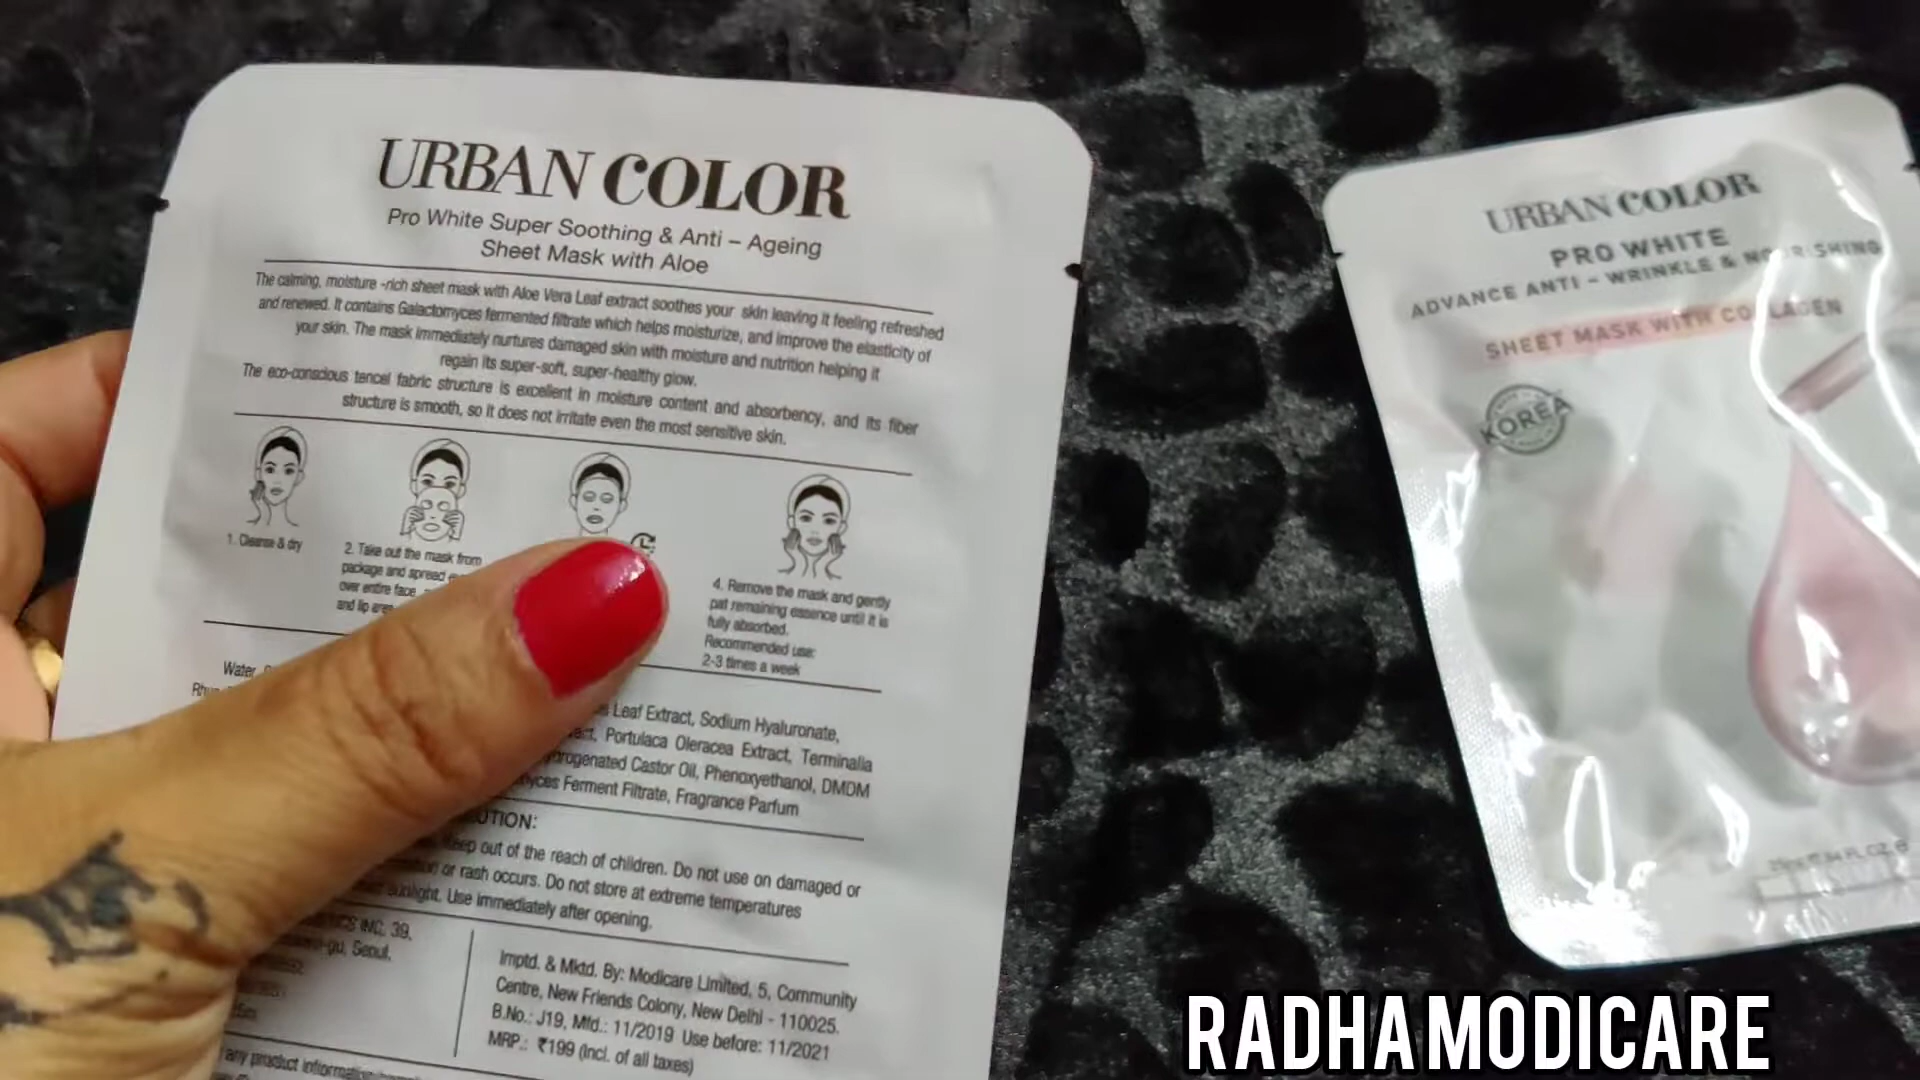 URBAN COLOR
Pro White Super Soothing & Anti – Ageing
Sheet Mask with Aloe
The calming, moisture -rich sheet mask with Aloe Vera Leaf extract soothes your skin leaving it feeling refreshed
and renewed. It contains Galactomyces fermented filtrate which helps moisturize, and improve the elasticity of
your skin. The mask immediately nurtures damaged skin with moisture and nutrition helping it
regain its super-soft, super-healthy glow.
The eco-conscious tencel fabric structure is excellent in moisture content and absorbency, and its fiber
structure is smooth, so it does not irritate even the most sensitive skin.
1. Cleanse & dry
2. Take out the mask from
package and spread
over entire face
and lip area
4. Remove the mask and gently
pat remaining essence until it is
fully absorbed.
Recommended use:
2-3 times a week
Water,
Leaf Extract, Sodium Hyaluronate,
Portulaca Oleracea Extract, Terminalia
Castor Oil, Phenoxyethanol, DMDM
Ferment Filtrate, Fragrance Parfum
out of the reach of children. Do not use on damaged or
or rash occurs. Do not store at extreme temperatures
sunlight. Use immediately after opening.
INC, 39,
Seoul,
Imptd. & Mktd. By: Modicare Limited, 5, Community
Centre, New Friends Colony, New Delhi - 110025.
B.No.: J19, Mfd.: 11/2019 Use before: 11/2021
MRP.: ₹199 (Incl. of all taxes)
any product information
URBAN COLOR
PRO WHITE
ADVANCE ANTI – WRINKLE & NOURISHING
SHEET MASK WITH COLLAGEN
KOREA
RADHA MODICARE